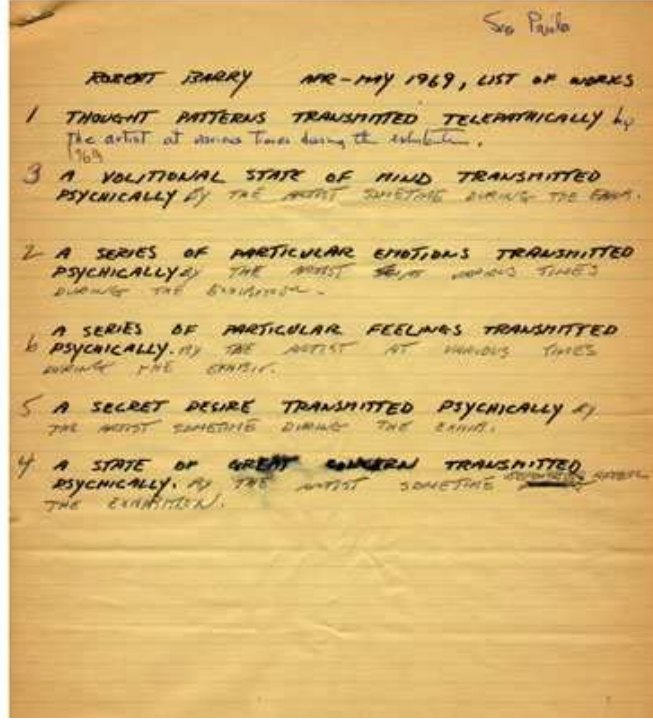 Sao Paulo
ROBERT BARRY APR-MAY 1969, LIST OF WORKS
1 THOUGHT PATTERNS TRANSMITTED TELEPATHICALLY by
the artist at various times during the exhibition.
1969
3 A VOLITIONAL STATE OF MIND TRANSMITTED
PSYCHICALLY BY THE ARTIST SOMETIME DURING THE EXHIB.
2 A SERIES OF PARTICULAR EMOTIONS TRANSMITTED
PSYCHICALLY BY THE ARTIST AT VARIOUS TIMES
DURING THE EXHIBITION.
6 A SERIES OF PARTICULAR FEELINGS TRANSMITTED
PSYCHICALLY. BY THE ARTIST AT VARIOUS TIMES
DURING THE EXHIBIT.
5 A SECRET DESIRE TRANSMITTED PSYCHICALLY BY
THE ARTIST SOMETIME DURING THE EXHIB.
4 A STATE OF GREAT CONCERN TRANSMITTED
PSYCHICALLY. BY THE ARTIST SOMETIME
THE EXHIBITION.